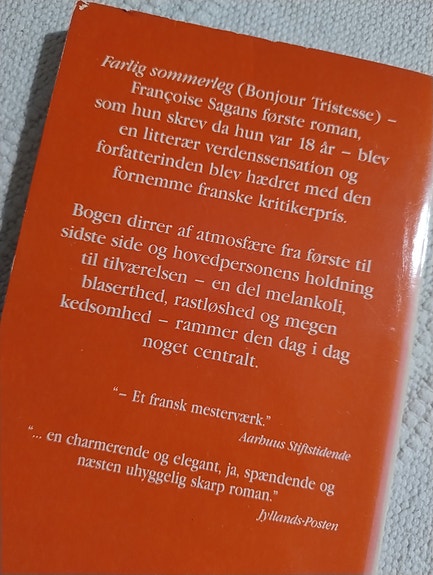 Farlig sommerleg (Bonjour Tristesse) –
Françoise Sagans første roman,
som hun skrev da hun var 18 år – blev
en litterær verdenssensation og
forfatterinden blev hædret med den
fornemme franske kritikerpris.
Bogen dirrer af atmosfære fra første til
sidste side og hovedpersonens holdning
til tilværelsen – en del melankoli,
blaserthed, rastløshed og megen
kedsomhed – rammer den dag i dag
noget centralt.
“– Et fransk mesterværk.”
Aarhuus Stiftstidende
“... en charmerende og elegant, ja, spændende og
næsten uhyggelig skarp roman.”
Jyllands-Posten